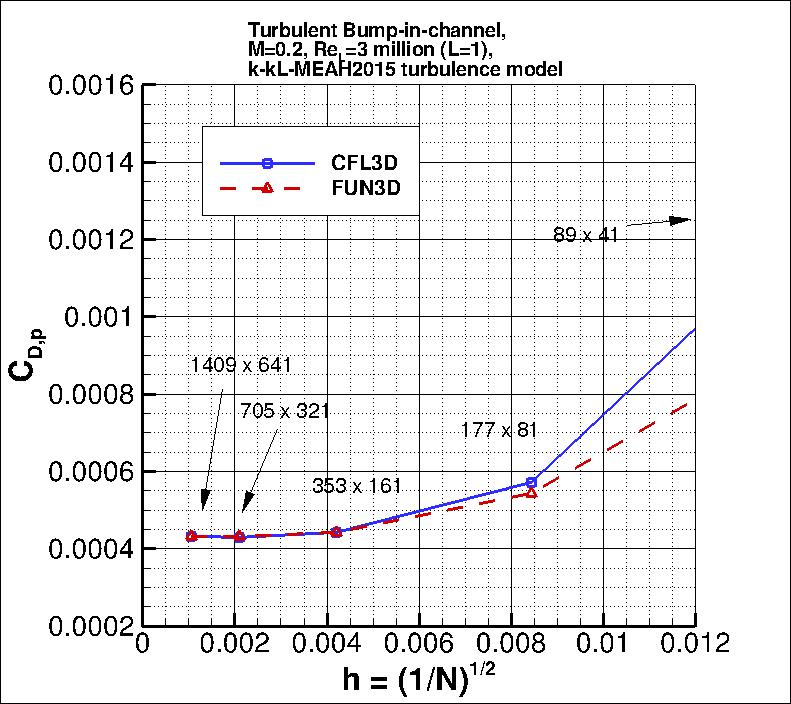 Turbulent Bump-in-channel,
M=0.2, Re_L=3 million (L=1),
k-kL-MEAH2015 turbulence model
0.0016
0.0014
0.0012
0.001
0.0008
0.0006
0.0004
0.0002
C_D,p
CFL3D
FUN3D
89 x 41
1409 x 641
705 x 321
177 x 81
353 x 161
0 0.002 0.004 0.006 0.008 0.01 0.012
h = (1/N)^1/2